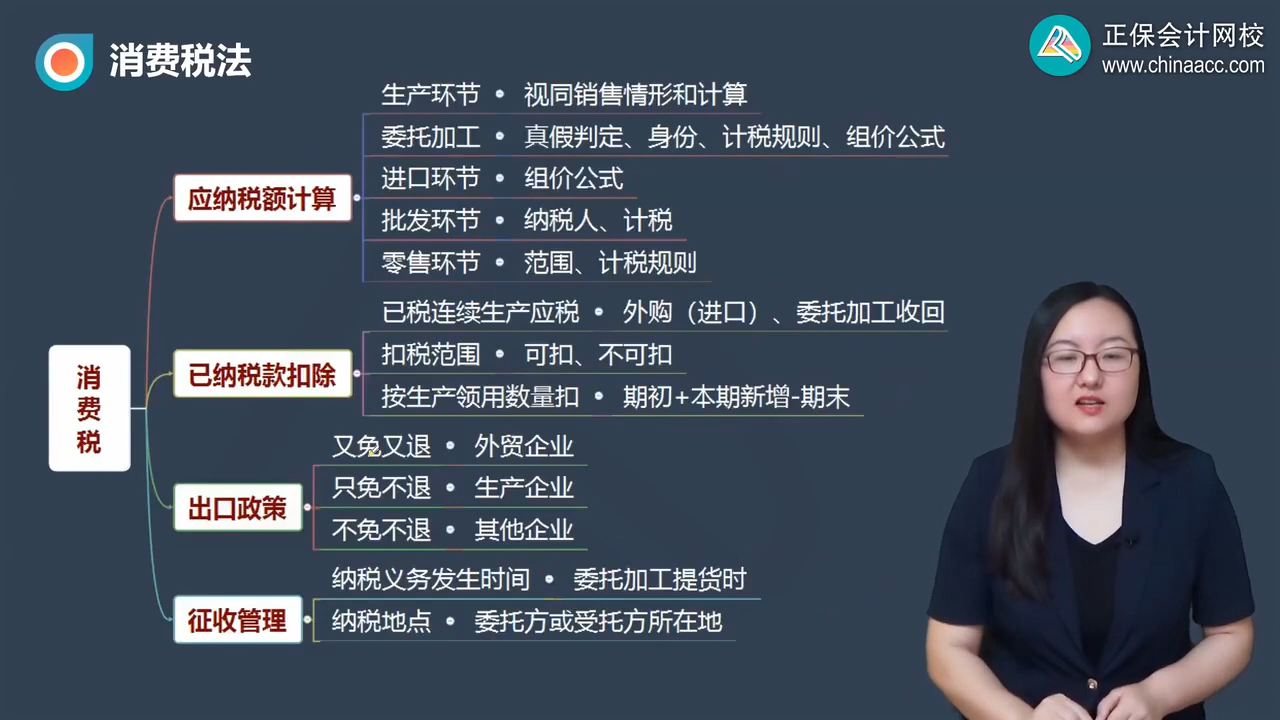 消费税法
正保会计网校
www.chinaacc.com
消费税
应纳税额计算
生产环节 • 视同销售情形和计算
委托加工 • 真假判定、身份、计税规则、组价公式
进口环节 • 组价公式
批发环节 • 纳税人、计税
零售环节 • 范围、计税规则
已纳税款扣除
已税连续生产应税 • 外购（进口）、委托加工收回
扣税范围 • 可扣、不可扣
按生产领用数量扣 • 期初+本期新增-期末
出口政策
又免又退 • 外贸企业
只免不退 • 生产企业
不免不退 • 其他企业
征收管理
纳税义务发生时间 • 委托加工提货时
纳税地点 • 委托方或受托方所在地